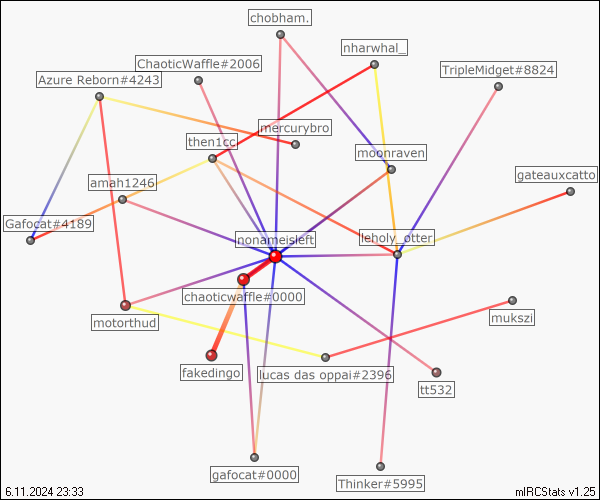 chobham.
nharwhal_
ChaoticWaffle#2006
TripleMidget#8824
Azure Reborn#4243
mercurybro
then1cc
moonraven
gateauxcatto
amah1246
Gafocat#4189
nonameisleft
leholy_otter
chaoticwaffle#0000
motorthud
mukszi
fakedingo
lucas das oppai#2396
tt532
gafocat#0000
Thinker#5995
6.11.2024 23:33
mIRCStats v1.25